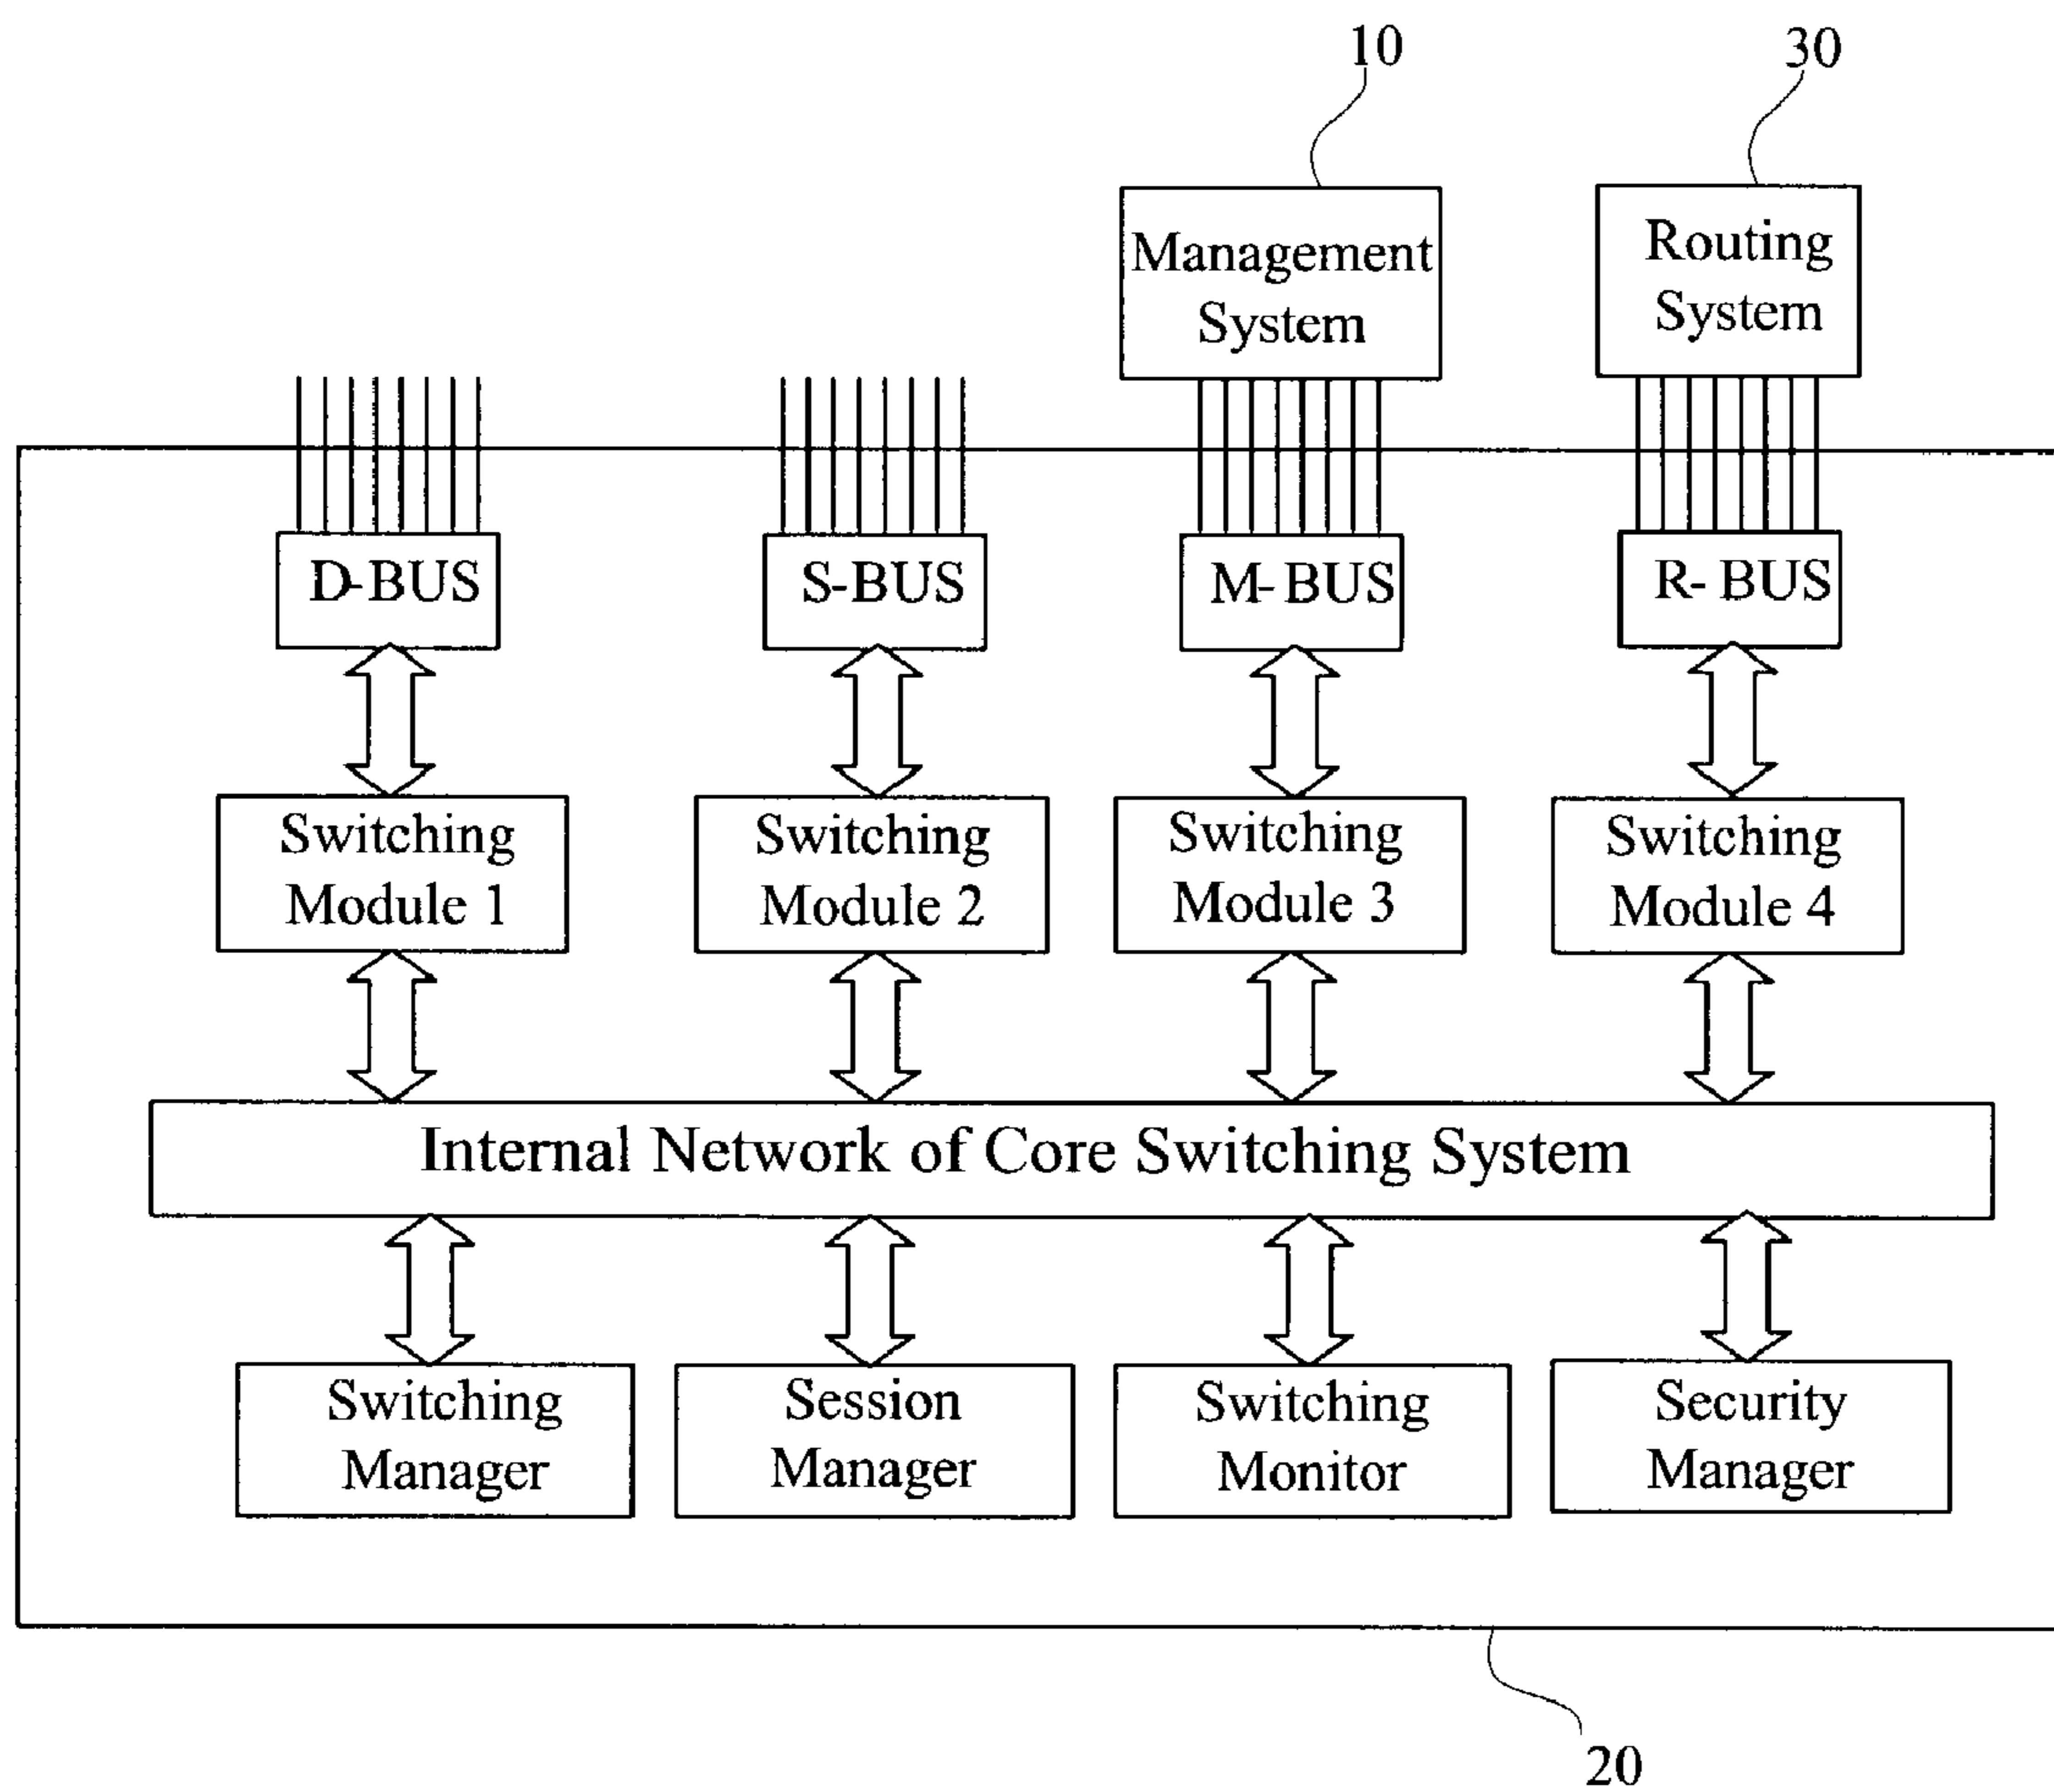 10
30
Management
System
Routing
System
D-BUS
S-BUS
M-BUS
R-BUS
Switching
Module 1
Switching
Module 2
Switching
Module 3
Switching
Module 4
Internal Network of Core Switching System
Switching
Manager
Session
Manager
Switching
Monitor
Security
Manager
20